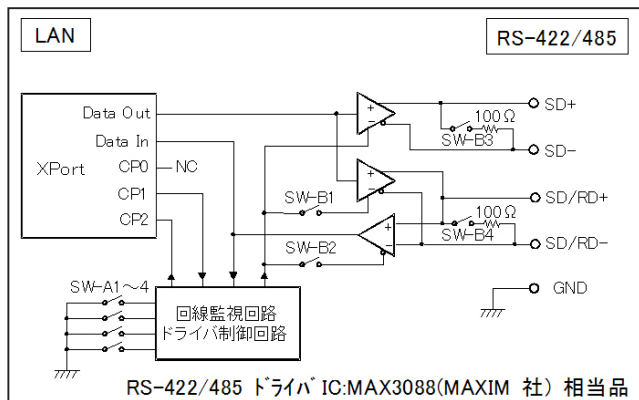 LAN
RS-422/485
Data Out
Data In
XPort
CP0
NC
CP1
CP2
100Ω
SW-B3
SD+
SD-
SW-B1
100Ω
SW-B4
SD/RD+
SD/RD-
SW-B2
GND
SW-A1～4
回線監視回路
ドライバ制御回路
RS-422/485 ドライバIC:MAX3088(MAXIM 社) 相当品